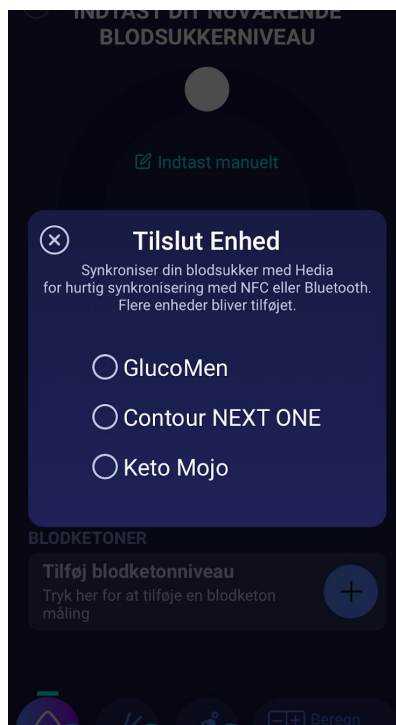 INDTAST DIT NUVÆRENDE
BLODSUKKERNIVEAU
Indtast manuelt
Tilslut Enhed
Synkroniser din blodsukker med Hedia
for hurtig synkronisering med NFC eller Bluetooth.
Flere enheder bliver tilføjet.
GlucoMen
Contour NEXT ONE
Keto Mojo
BLODKETONER
Tilføj blodketonniveau
Tryk her for at tilføje en blodketon
måling
Beregn